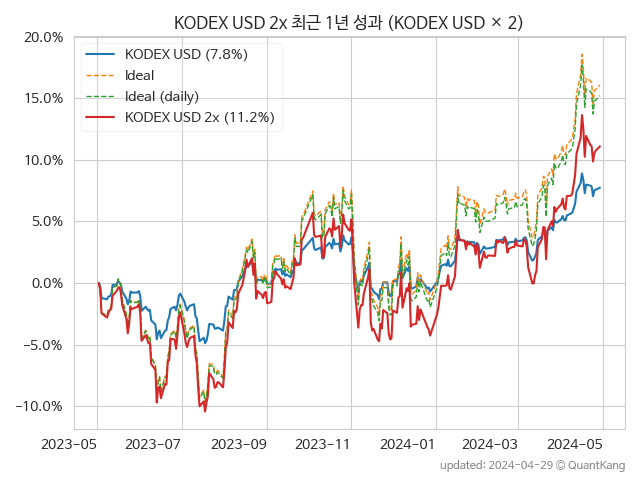 KODEX USD 2x 최근 1년 성과 (KODEX USD × 2)
20.0%
15.0%
10.0%
5.0%
0.0%
−5.0%
−10.0%
KODEX USD (7.8%)
Ideal
Ideal (daily)
KODEX USD 2x (11.2%)
2023-05
2023-07
2023-09
2023-11
2024-01
2024-03
2024-05
updated: 2024-04-29 © QuantKang